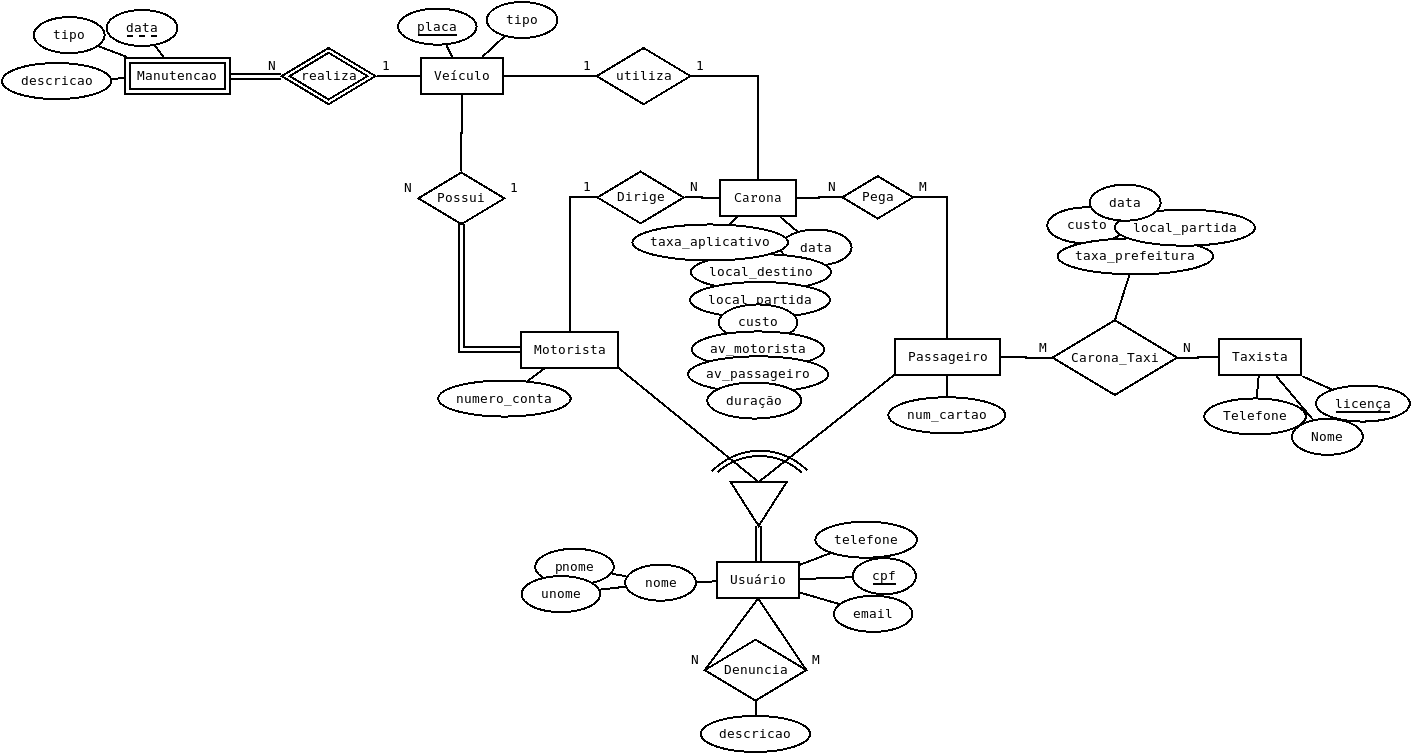 tipo
data
placa
tipo
descricao
Manutencao
N
realiza
1
Veículo
1
utiliza
1
N
Possui
1
1
Dirige
N
Carona
N
Pega
M
taxa_aplicativo
data
local_destino
local_partida
custo
av_motorista
av_passageiro
duração
data
custo
local_partida
taxa_prefeitura
Motorista
numero_conta
Passageiro
num_cartao
M
Carona_Taxi
N
Taxista
Telefone
licença
Nome
telefone
pnome
unome
nome
Usuário
cpf
email
N
Denuncia
M
descricao